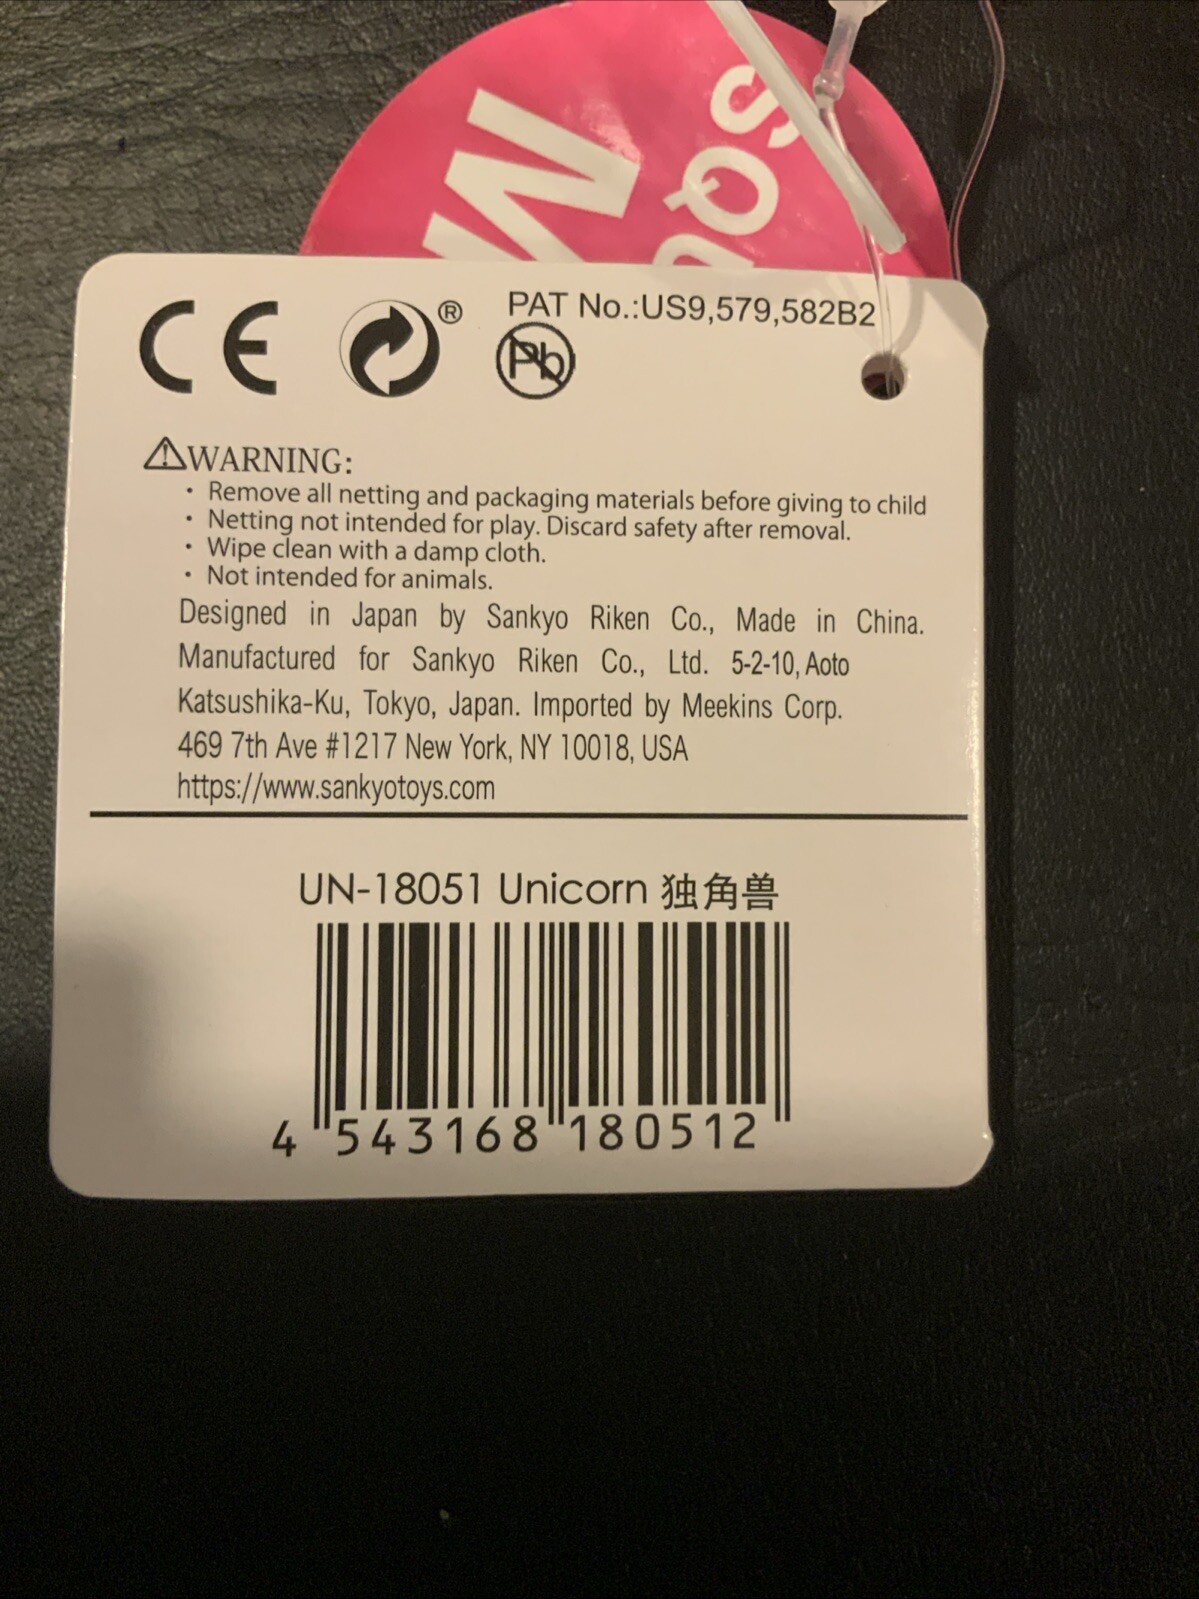 CE
®
PAT No.:US9,579,582B2
Pb
WARNING:
· Remove all netting and packaging materials before giving to child
· Netting not intended for play. Discard safety after removal.
· Wipe clean with a damp cloth.
· Not intended for animals.
Designed in Japan by Sankyo Riken Co., Made in China.
Manufactured for Sankyo Riken Co., Ltd. 5-2-10, Aoto
Katsushika-Ku, Tokyo, Japan. Imported by Meekins Corp.
469 7th Ave #1217 New York, NY 10018, USA
https://www.sankyotoys.com
UN-18051 Unicorn 独角兽
4 543168 180512